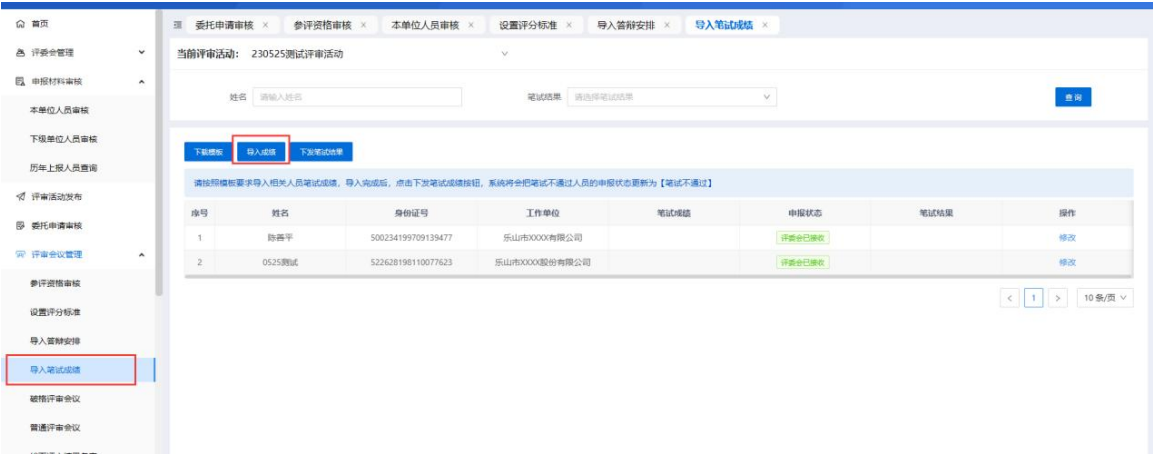 首页
评委会管理
申报材料审核
本单位人员审核
下级单位人员审核
历年上报人员查询
评审活动发布
委托申请审核
评审会议管理
参评资格审核
设置评分标准
导入答辩安排
导入笔试成绩
破格评审会议
普通评审会议
委托申请审核 × 参评资格审核 × 本单位人员审核 × 设置评分标准 × 导入答辩安排 × 导入笔试成绩 ×
当前评审活动: 230525测试评审活动
姓名 请输入姓名 笔试结果 请选择笔试结果 查询
下载模板 导入成绩 下发笔试结果
请按照模板要求导入相关人员笔试成绩，导入完成后，点击下发笔试成绩按钮，系统将会把笔试不通过人员的申报状态更新为【笔试不通过】
序号 姓名 身份证号 工作单位 笔试成绩 申报状态 笔试结果 操作
1 陈善平 500234199709139477 乐山市XXXX有限公司 评委会已接收 修改
2 0525测试 522628198110077623 乐山市XXXX股份有限公司 评委会已接收 修改
< 1 > 10 条/页